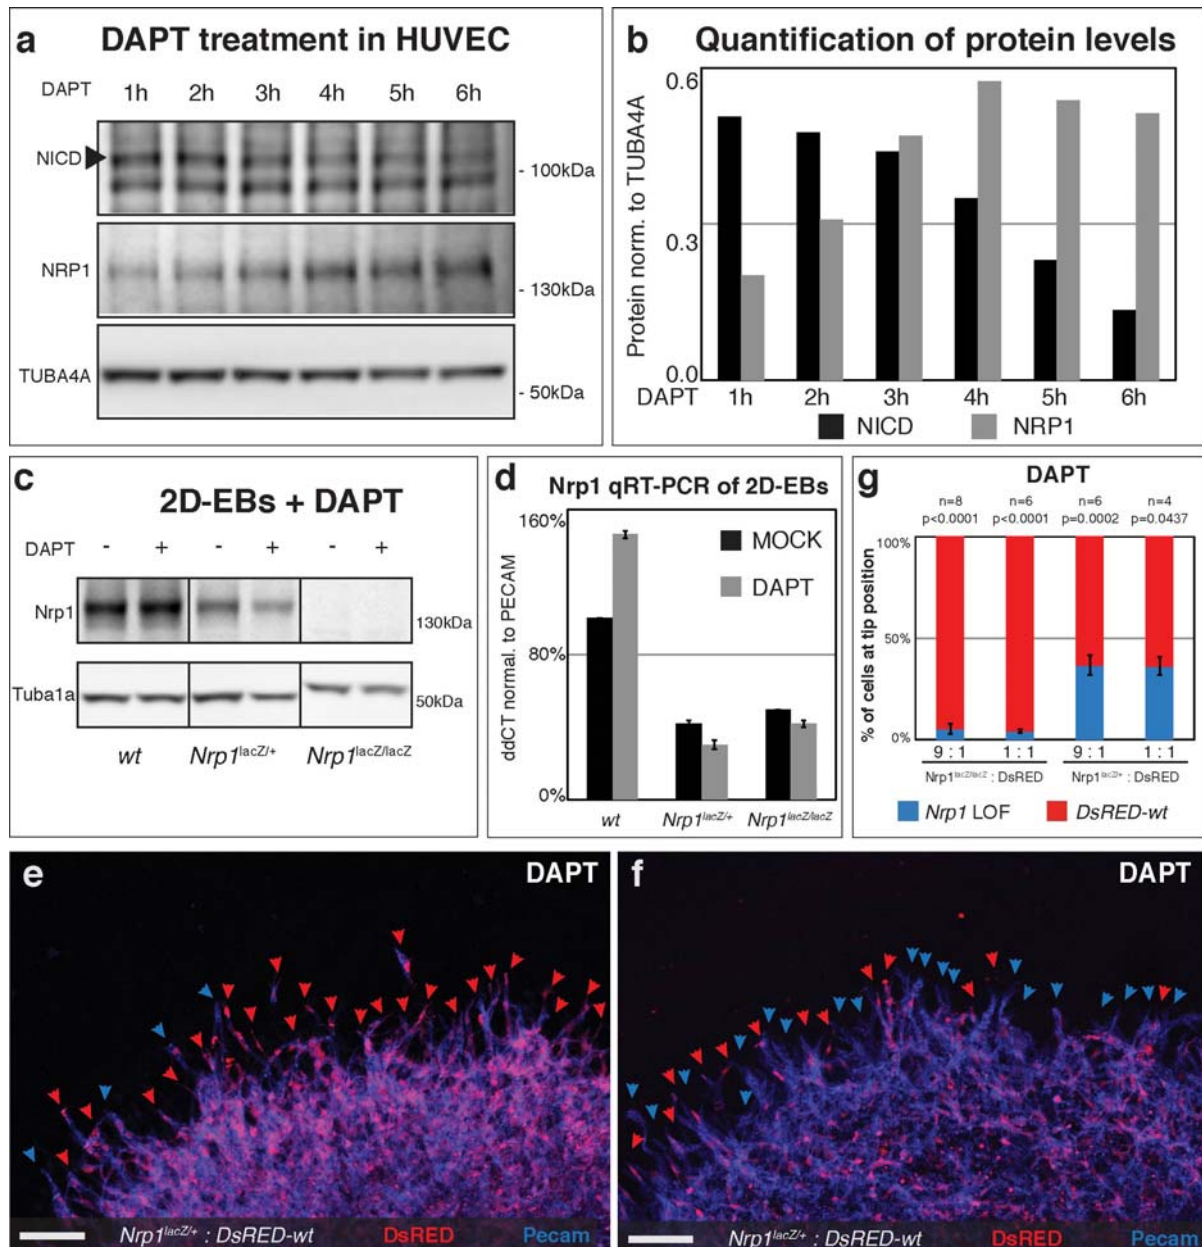 a DAPT treatment in HUVEC
DAPT 1h 2h 3h 4h 5h 6h
NICD
- 100kDa
NRP1
- 130kDa
TUBA4A
- 50kDa
b Quantification of protein levels
Protein norm. to TUBA4A
0.6
0.3
0.0
DAPT 1h 2h 3h 4h 5h 6h
NICD NRP1
c 2D-EBs + DAPT
DAPT - + - + - +
Nrp1
130kDa
Tuba1a
50kDa
wt Nrp1lacZ/+ Nrp1lacZ/lacZ
d Nrp1 qRT-PCR of 2D-EBs
ddCT normal. to PECAM
160%
80%
0%
MOCK
DAPT
wt Nrp1lacZ/+ Nrp1lacZ/lacZ
g DAPT
n=8 n=6 n=6 n=4
p<0.0001 p<0.0001 p=0.0002 p=0.0437
% of cells at tip position
100%
50%
0%
9 : 1 1 : 1 9 : 1 1 : 1
Nrp1lacZ/lacZ : DsRED Nrp1lacZ/+ : DsRED
Nrp1 LOF DsRED-wt
e DAPT
Nrp1lacZ/+ : DsRED-wt DsRED Pecam
f DAPT
Nrp1lacZ/+ : DsRED-wt DsRED Pecam